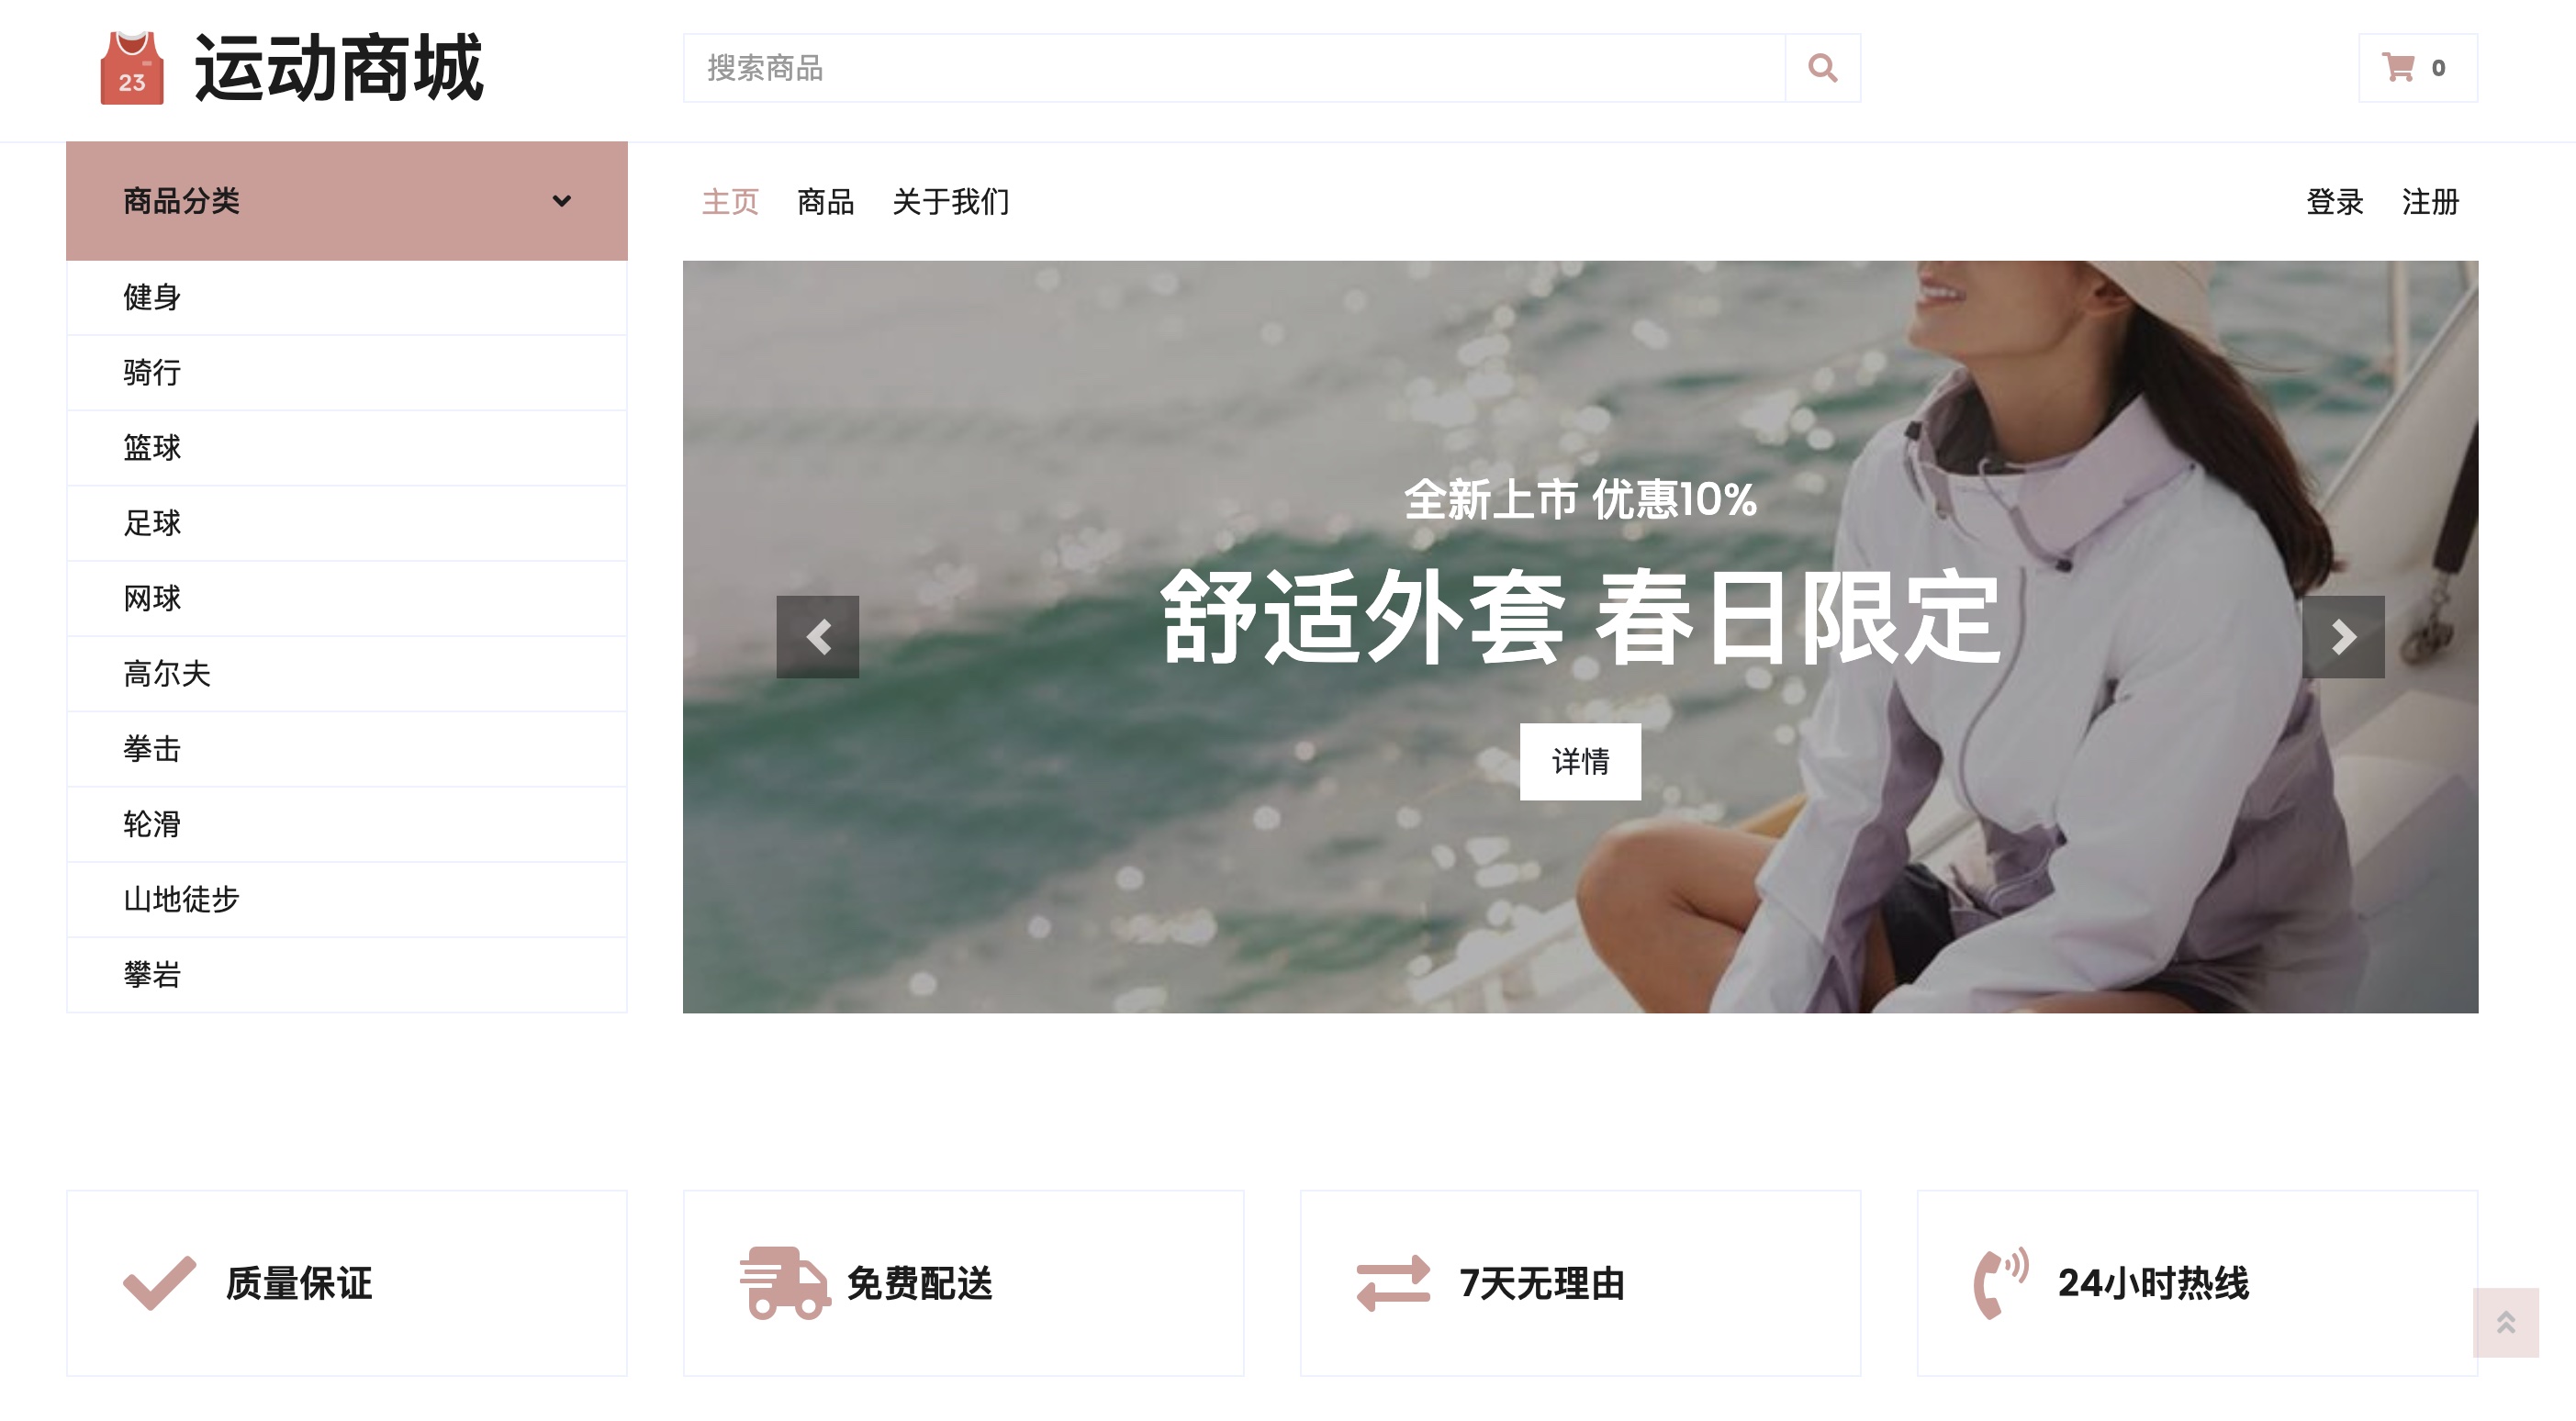 23
运动商城
搜索商品
0
商品分类
主页 商品 关于我们
登录 注册
健身
骑行
篮球
足球
网球
高尔夫
拳击
轮滑
山地徒步
攀岩
全新上市 优惠10%
舒适外套 春日限定
详情
质量保证
免费配送
7天无理由
24小时热线